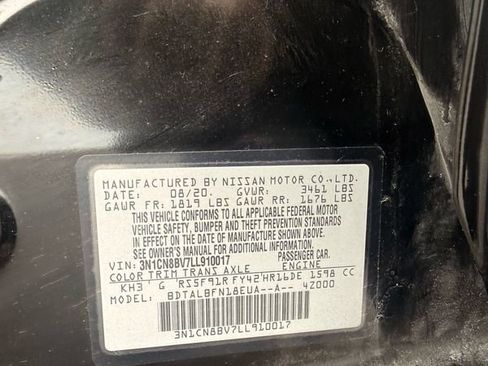 MANUFACTURED BY NISSAN MOTOR CO.,LTD.
DATE: 08/20. GVWR: 3461 LBS
GAWR FR: 1819 LBS GAWR RR: 1676 LBS
THIS VEHICLE CONFORMS TO ALL APPLICABLE FEDERAL MOTOR
VEHICLE SAFETY, BUMPER AND THEFT PREVENTION STANDARDS
IN EFFECT ON THE DATE OF MANUFACTURE SHOWN ABOVE.
SEE OWNER'S MANUAL FOR ADDITIONAL INFORMATION.
VIN: 3N1CN8BV7LL910017 PASSENGER CAR.
COLOR TRIM TRANS AXLE ENGINE
KH3 G RS5F91R FY42 HR16DE 1598 CC
MODEL: BDTALBFN18EUA--A-- 4Z000
3N1CN8BV7LL910017